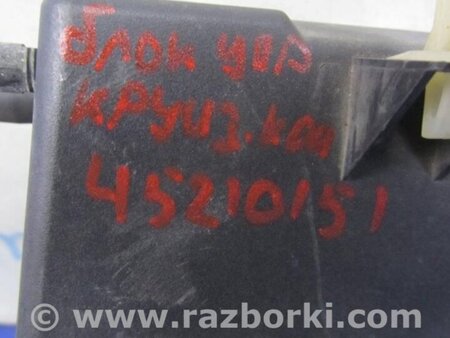 блок упр
круиз.кон
45210151
© www.razborki.com